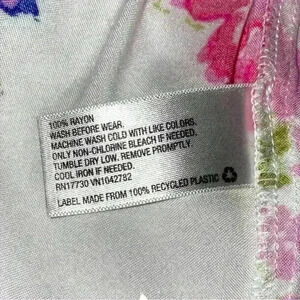 100% RAYON
WASH BEFORE WEAR.
MACHINE WASH COLD WITH LIKE COLORS.
ONLY NON-CHLORINE BLEACH IF NEEDED.
TUMBLE DRY LOW. REMOVE PROMPTLY.
COOL IRON IF NEEDED.
RN17730 VN1042782
LABEL MADE FROM 100% RECYCLED PLASTIC